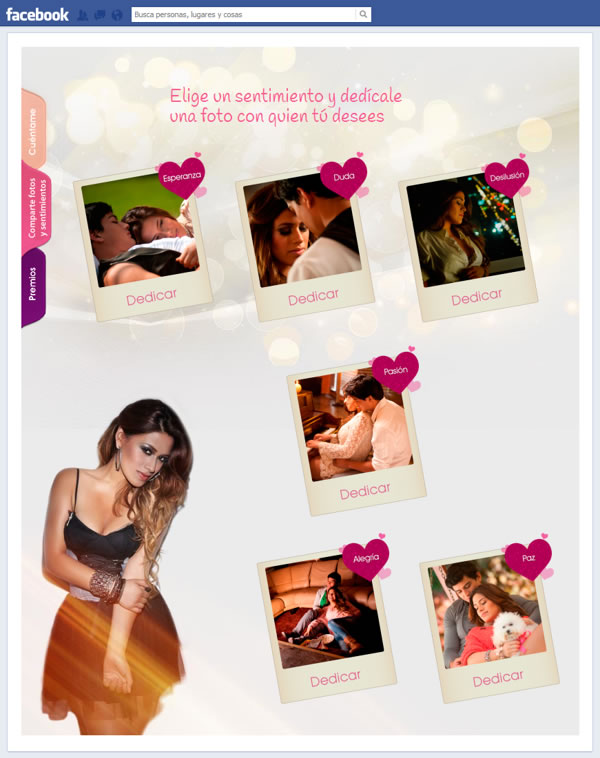 facebook
Busca personas, lugares y cosas
Elige un sentimiento y dedícale
una foto con quien tú desees
Cuéntame
Comparte fotos
y sentimientos
Premios
Esperanza
Dedicar
Duda
Dedicar
Desilusión
Dedicar
Pasión
Dedicar
Alegría
Dedicar
Paz
Dedicar